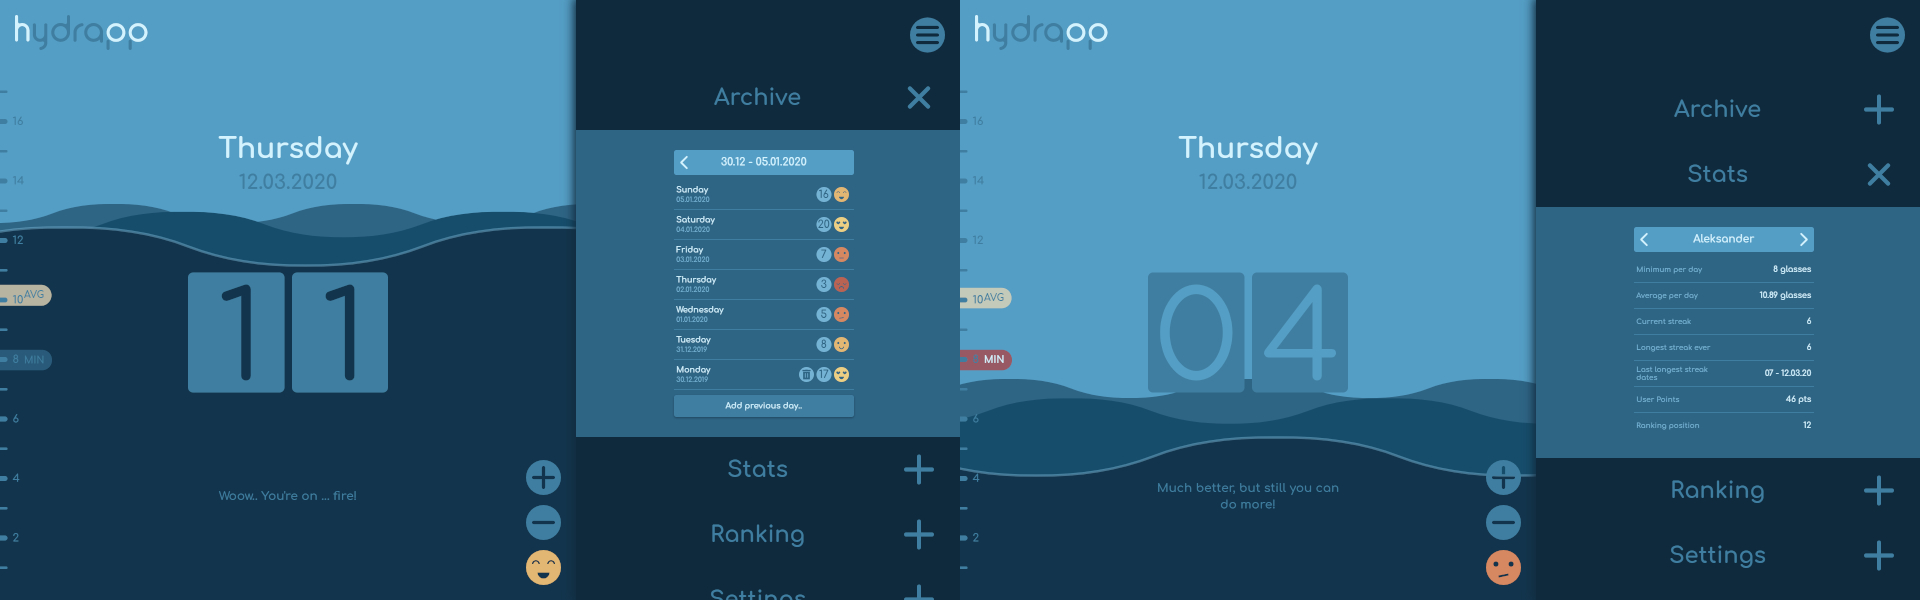 hydrapp
Thursday
12.03.2020
16
14
12
10 AVG
8 MIN
6
4
2
11
Woow.. You're on ... fire!
Archive
30.12 - 05.01.2020
Sunday
05.01.2020
16
Saturday
04.01.2020
20
Friday
03.01.2020
7
Thursday
02.01.2020
3
Wednesday
01.01.2020
5
Tuesday
31.12.2019
8
Monday
30.12.2019
17
Add previous day..
Stats
Ranking
Settings
hydrapp
Thursday
12.03.2020
16
14
12
10 AVG
MIN
6
4
2
04
Much better, but still you can
do more!
Archive
Stats
Aleksander
Minimum per day 8 glasses
Average per day 10.89 glasses
Current streak 6
Longest streak ever 6
Last longest streak
dates 07 - 12.03.20
User Points 46 pts
Ranking position 12
Ranking
Settings